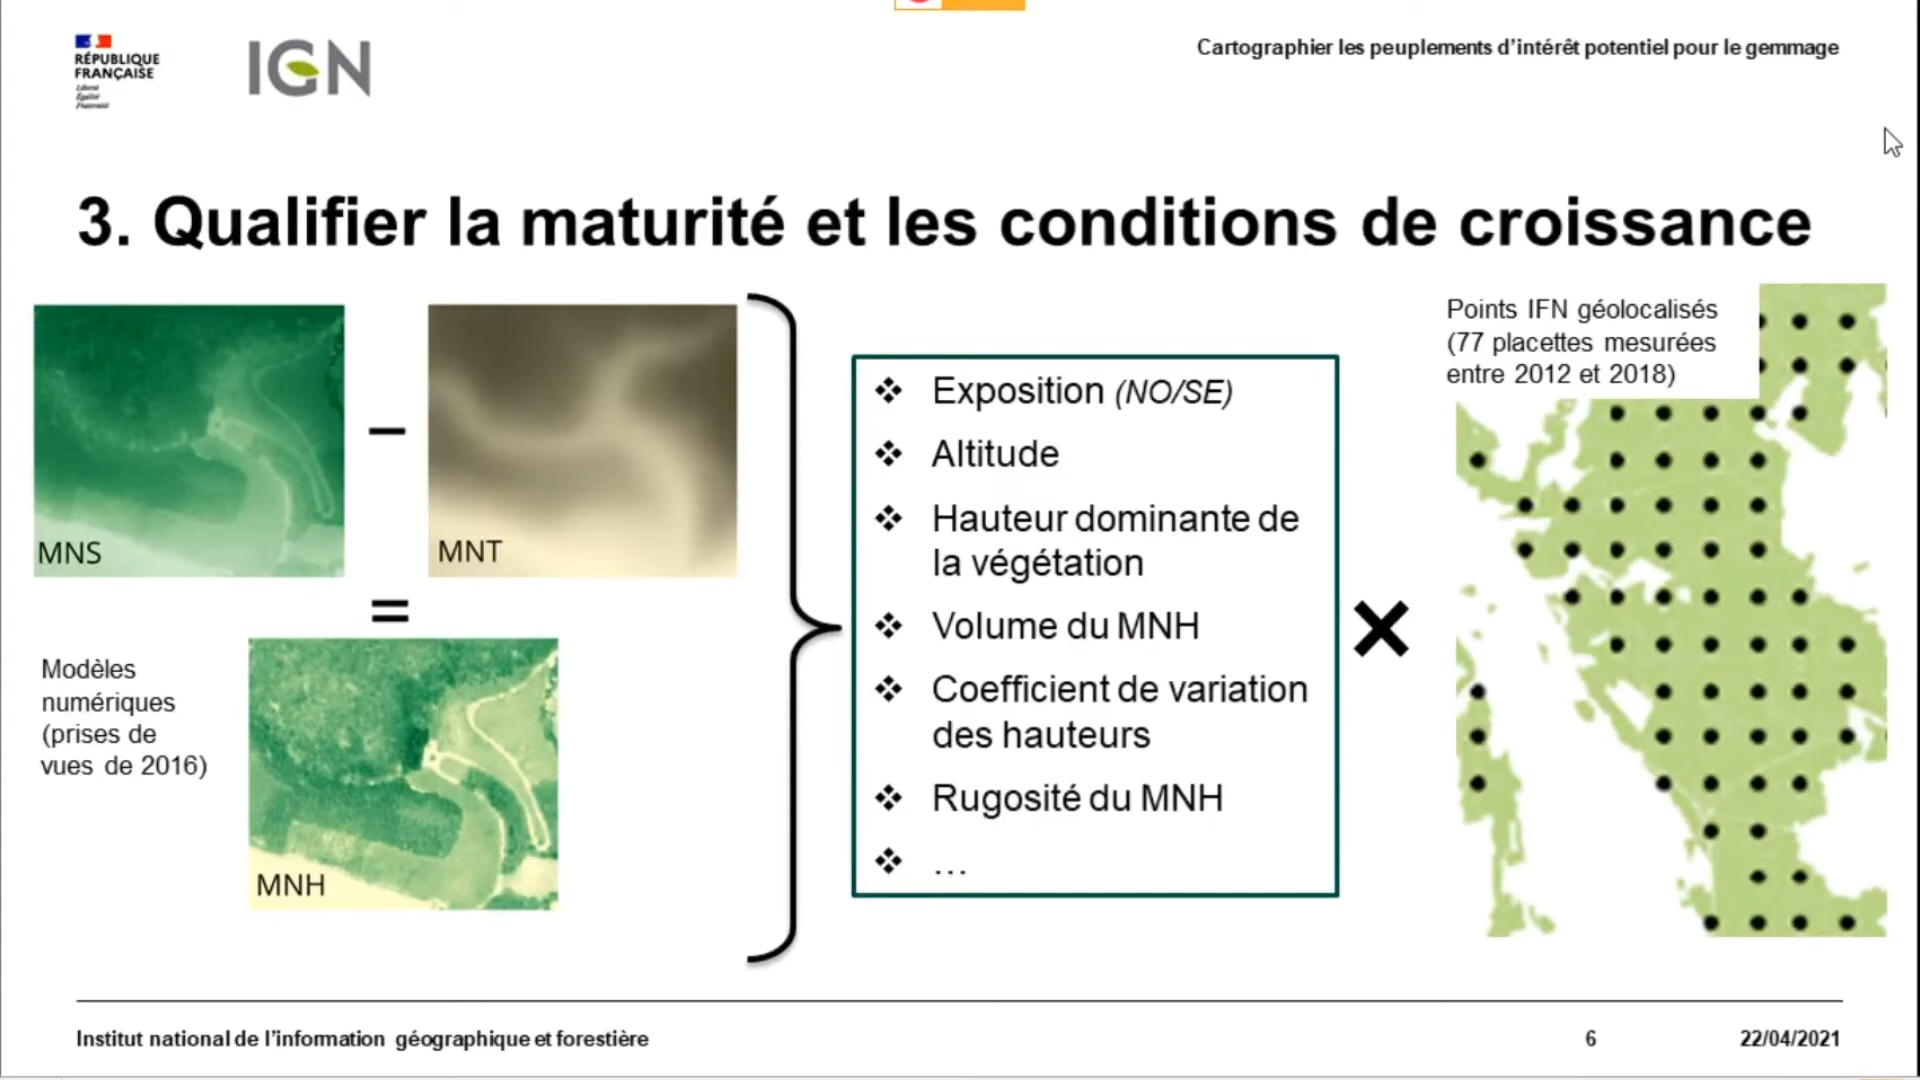 RÉPUBLIQUE
FRANÇAISE
Liberté
Égalité
Fraternité
IGN
Cartographier les peuplements d'intérêt potentiel pour le gemmage
3. Qualifier la maturité et les conditions de croissance
MNS
–
MNT
=
Modèles
numériques
(prises de
vues de 2016)
MNH
❖ Exposition (NO/SE)
❖ Altitude
❖ Hauteur dominante de
la végétation
❖ Volume du MNH
❖ Coefficient de variation
des hauteurs
❖ Rugosité du MNH
❖ …
×
Points IFN géolocalisés
(77 placettes mesurées
entre 2012 et 2018)
Institut national de l'information géographique et forestière
6
22/04/2021